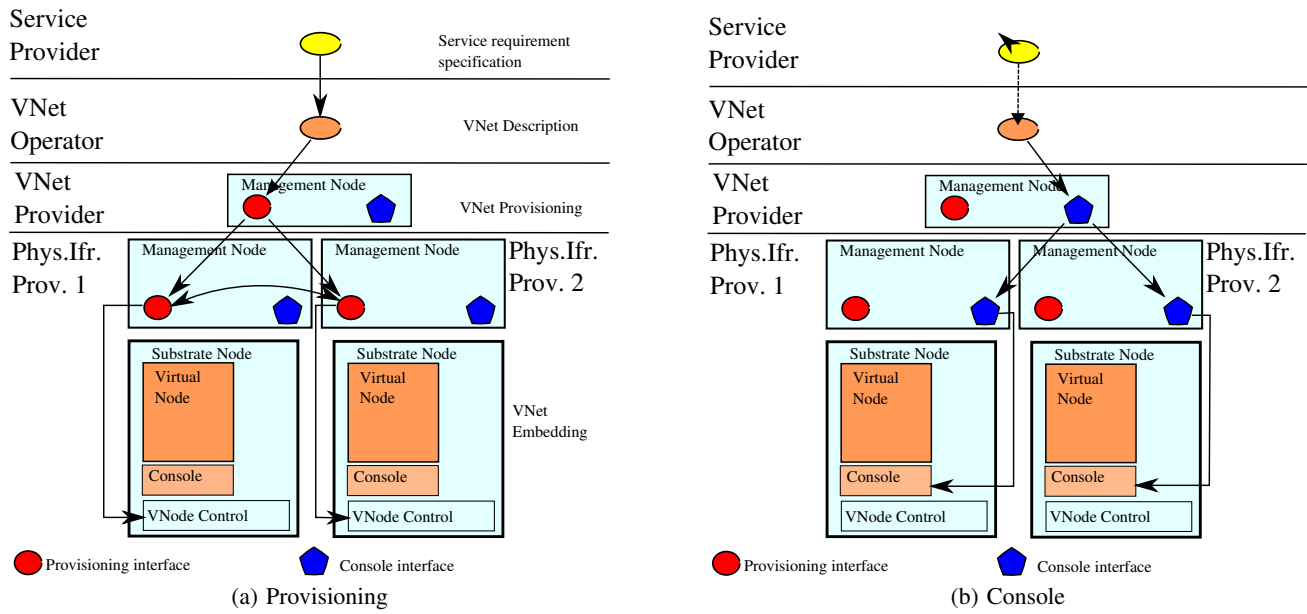 Service
Provider
Service requirement
specification
VNet
Operator
VNet Description
VNet
Provider
Management Node
VNet Provisioning
Phys.Ifr.
Prov. 1
Management Node
Management Node
Phys.Ifr.
Prov. 2
Substrate Node
Virtual
Node
Console
VNode Control
Substrate Node
Virtual
Node
Console
VNode Control
VNet
Embedding
Provisioning interface
Console interface
(a) Provisioning
Service
Provider
VNet
Operator
VNet
Provider
Management Node
Phys.Ifr.
Prov. 1
Management Node
Management Node
Phys.Ifr.
Prov. 2
Substrate Node
Virtual
Node
Console
VNode Control
Substrate Node
Virtual
Node
Console
VNode Control
Provisioning interface
Console interface
(b) Console